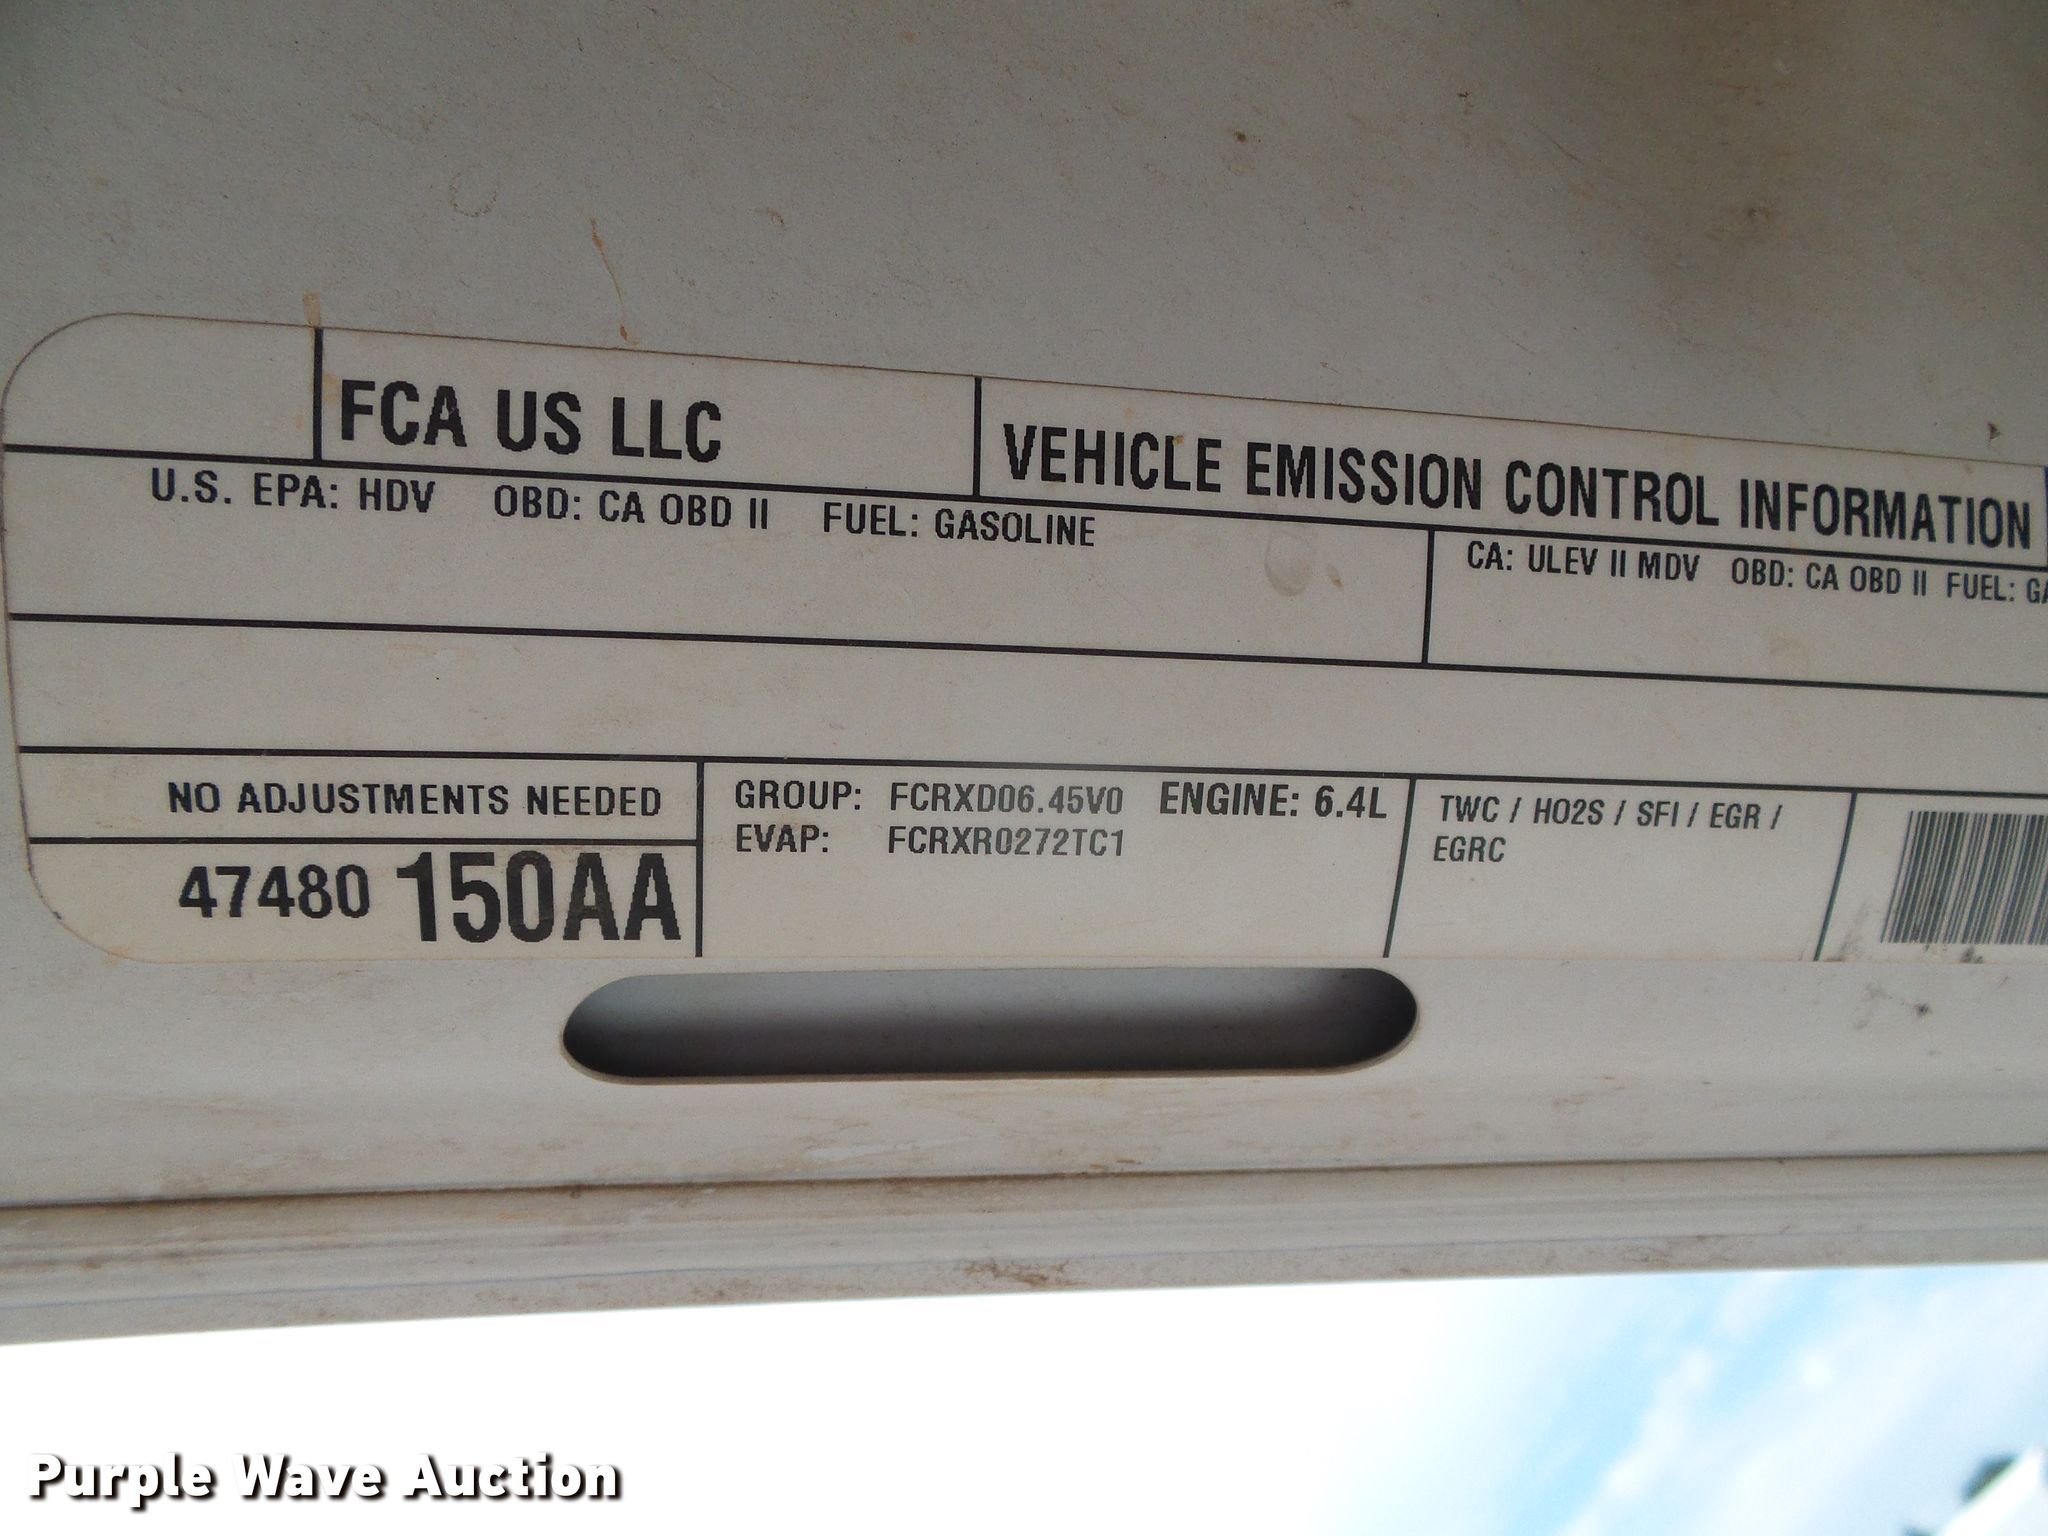 FCA US LLC
VEHICLE EMISSION CONTROL INFORMATION
U.S. EPA: HDV OBD: CA OBD II FUEL: GASOLINE
CA: ULEV II MDV OBD: CA OBD II FUEL:
NO ADJUSTMENTS NEEDED
47480 150AA
GROUP: FCRXD06.45V0 ENGINE: 6.4L
EVAP: FCRXR0272TC1
TWC / HO2S / SFI / EGR /
EGRC
Purple Wave Auction